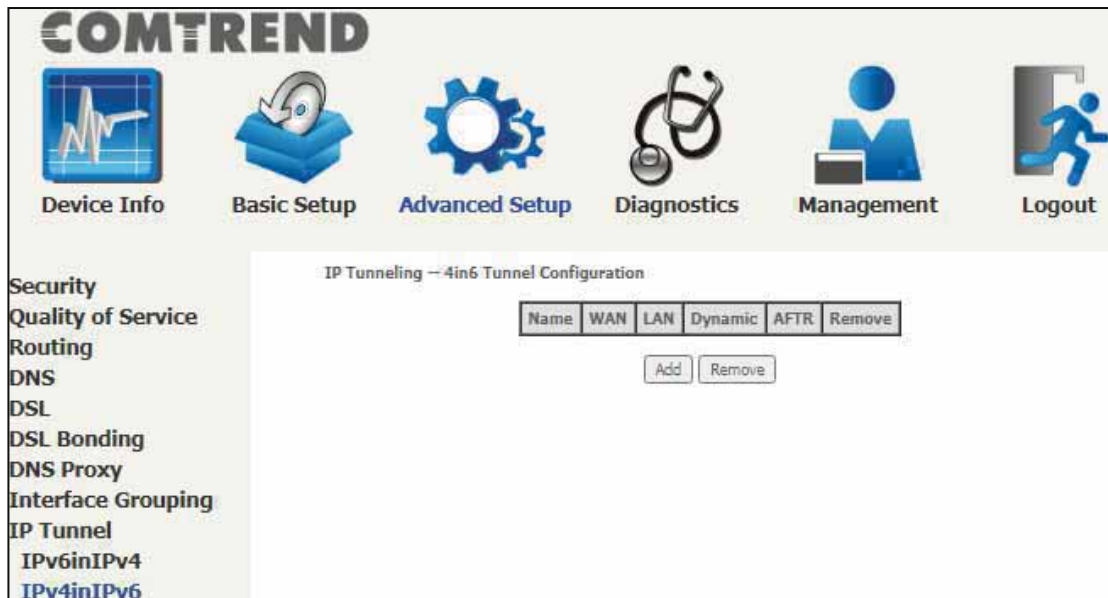 COMTREND
Device Info Basic Setup Advanced Setup Diagnostics Management Logout
IP Tunneling -- 4in6 Tunnel Configuration
Name WAN LAN Dynamic AFTR Remove
Add Remove
Security
Quality of Service
Routing
DNS
DSL
DSL Bonding
DNS Proxy
Interface Grouping
IP Tunnel
IPv6inIPv4
IPv4inIPv6